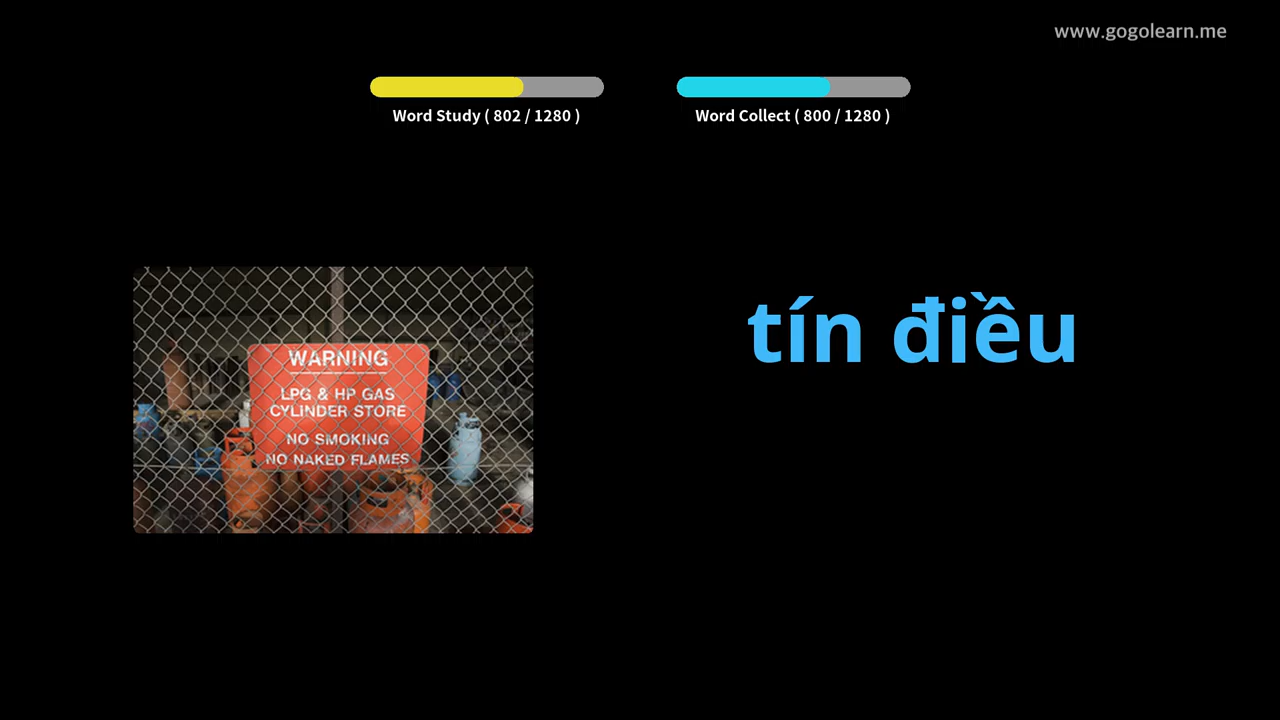 www.gogolearn.me
Word Study ( 802 / 1280 )
Word Collect ( 800 / 1280 )
tín điều
WARNING
LPG & HP GAS
CYLINDER STORE
NO SMOKING
NO NAKED FLAMES